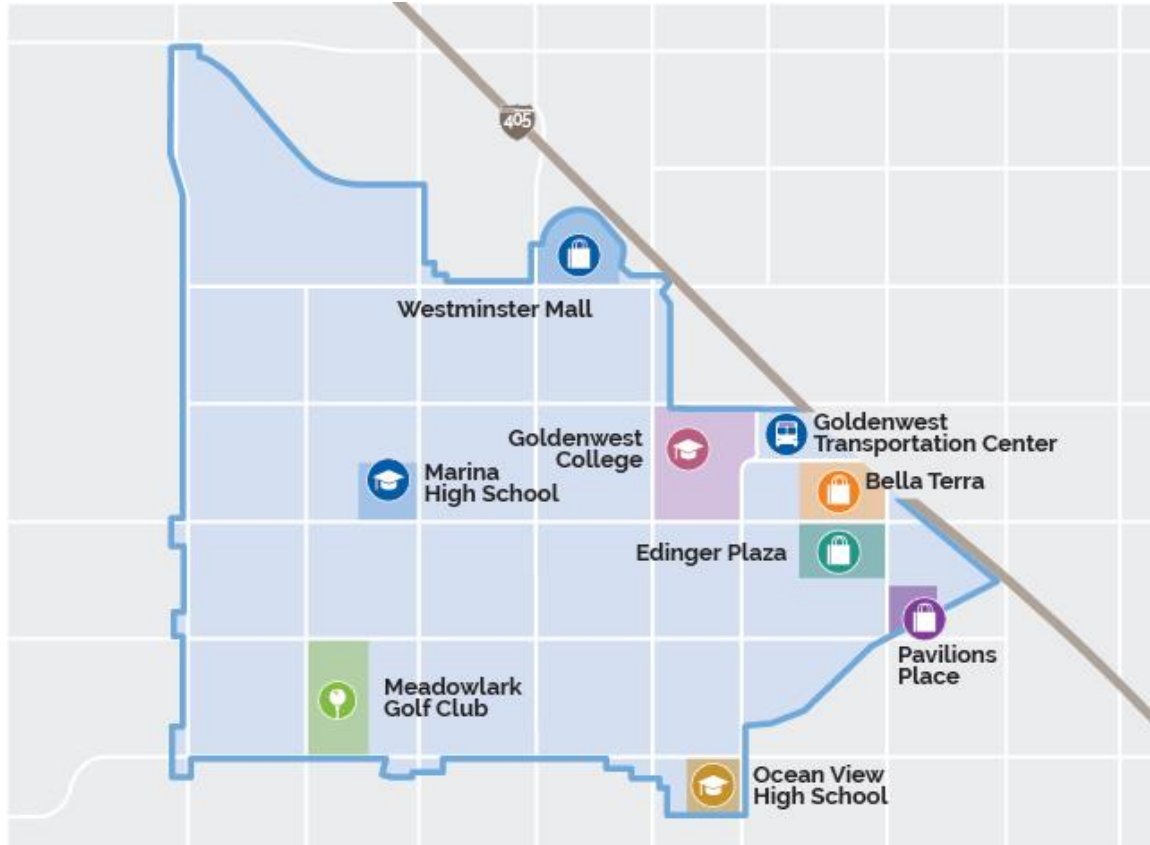 405
Westminster Mall
Goldenwest
Transportation Center
Goldenwest
College
Marina
High School
Bella Terra
Edinger Plaza
Pavilions
Place
Meadowlark
Golf Club
Ocean View
High School